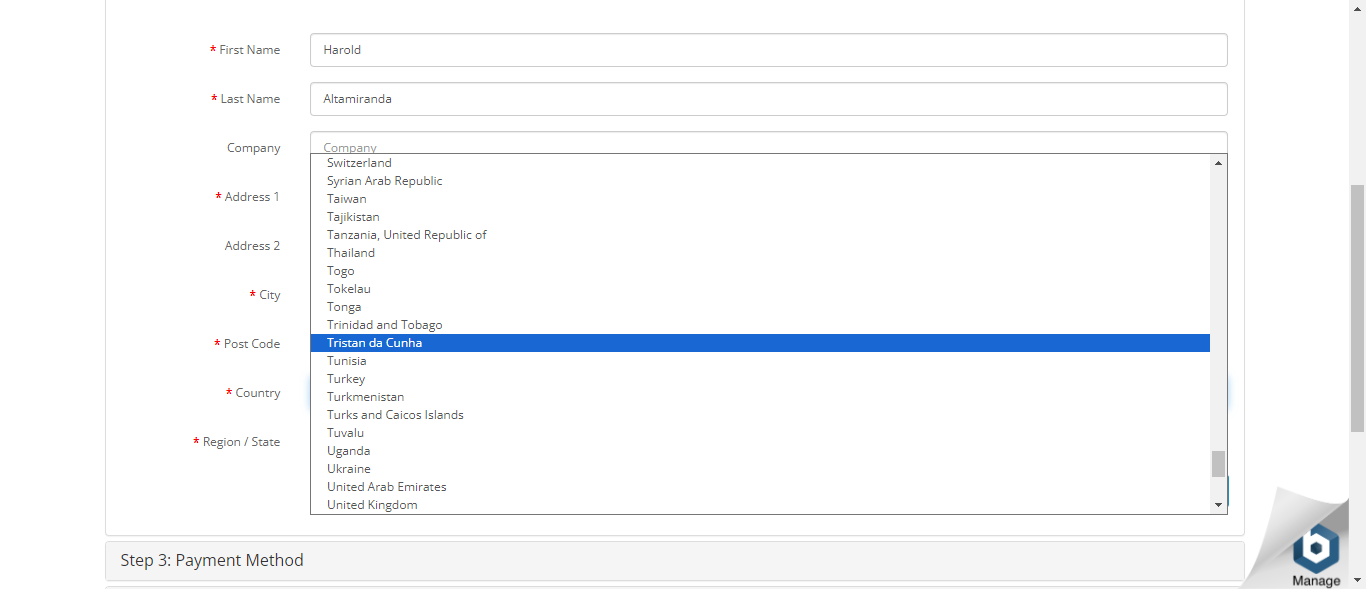 * First Name
Harold
* Last Name
Altamiranda
Company
Company
* Address 1
Address 2
* City
* Post Code
* Country
* Region / State
Switzerland
Syrian Arab Republic
Taiwan
Tajikistan
Tanzania, United Republic of
Thailand
Togo
Tokelau
Tonga
Trinidad and Tobago
Tristan da Cunha
Tunisia
Turkey
Turkmenistan
Turks and Caicos Islands
Tuvalu
Uganda
Ukraine
United Arab Emirates
United Kingdom
Step 3: Payment Method
b
Manage